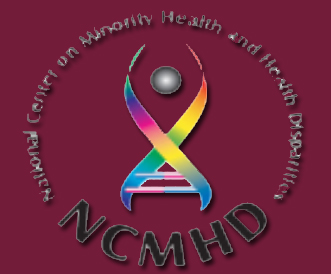 National Center on Minority Health and Health Disparities
NCMHD